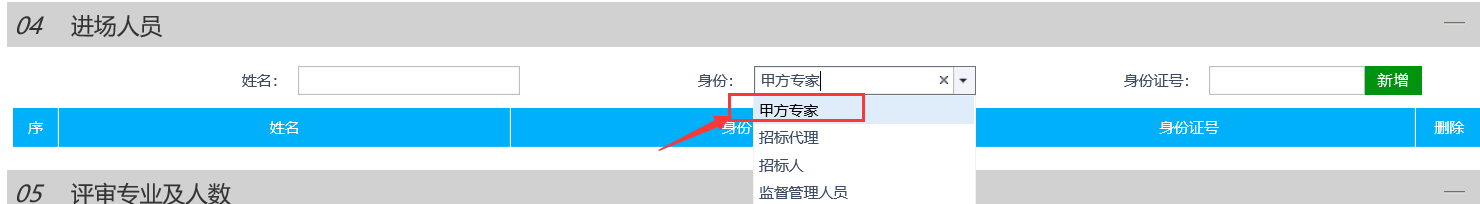 04 进场人员
姓名： 身份： 甲方专家 身份证号： 新增
甲方专家
序 姓名 身份 身份证号 删除
招标代理
招标人
监督管理人员
05 评审专业及人数